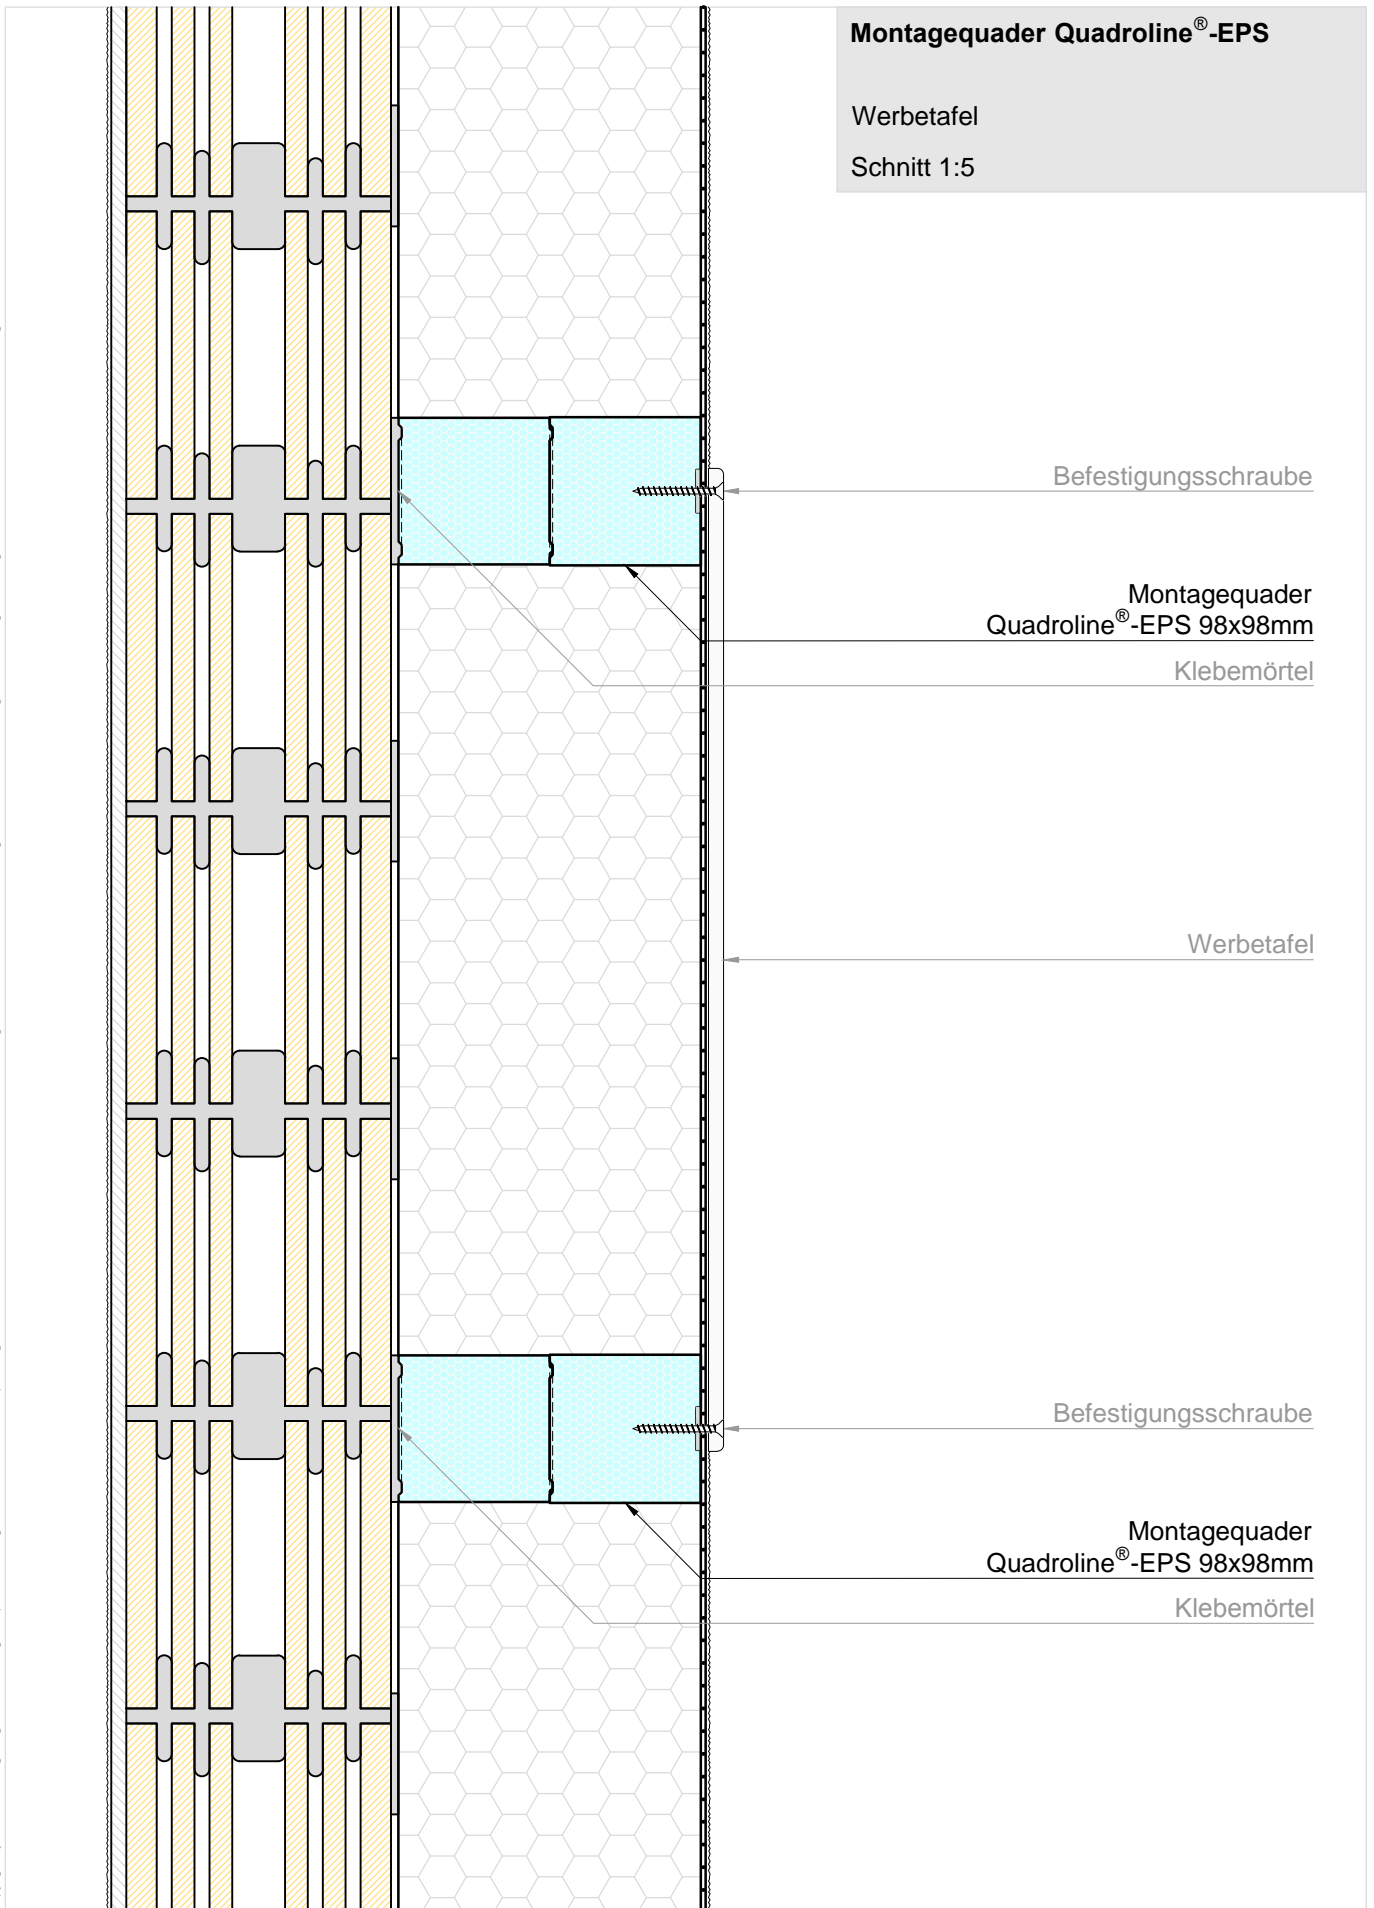 Montagequader Quadroline®-EPS
Werbetafel
Schnitt 1:5
Befestigungsschraube
Montagequader
Quadroline®-EPS 98x98mm
Klebemörtel
Werbetafel
Befestigungsschraube
Montagequader
Quadroline®-EPS 98x98mm
Klebemörtel